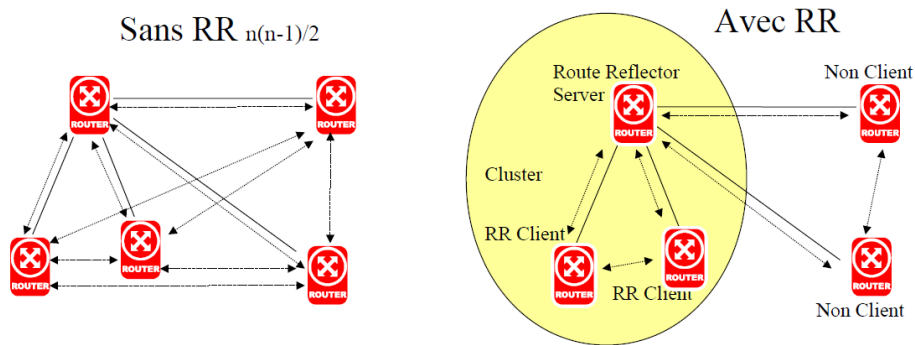 Sans RR n(n-1)/2
ROUTER
ROUTER
ROUTER
ROUTER
ROUTER
Avec RR
Route Reflector
Server
Non Client
ROUTER
ROUTER
Cluster
RR Client
ROUTER
ROUTER
RR Client
ROUTER
Non Client